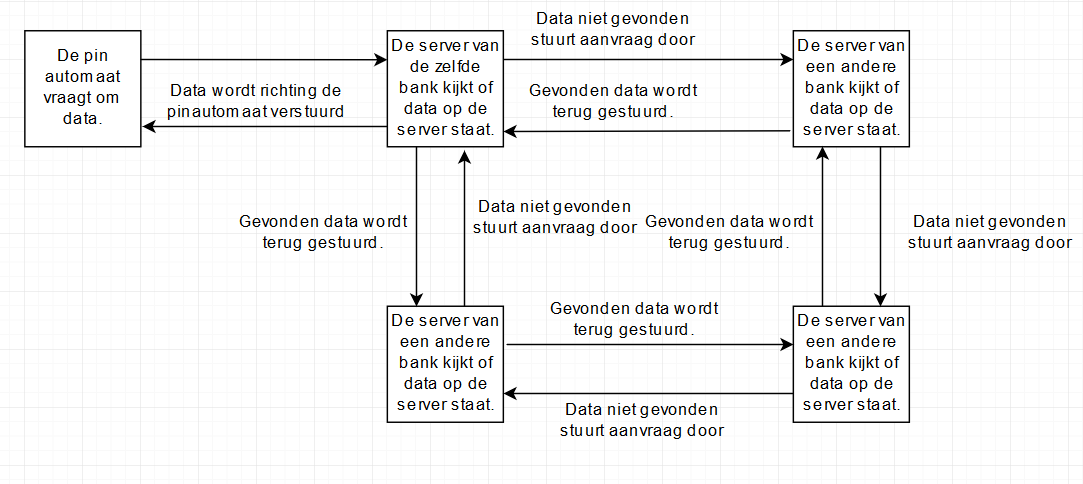 De pin
automaat
vraagt om
data.
Data wordt richting de
pinautomaat verstuurd
De server van
de zelfde
bank kijkt of
data op de
server staat.
Data niet gevonden
stuurt aanvraag door
Gevonden data wordt
terug gestuurd.
De server van
een andere
bank kijkt of
data op de
server staat.
Gevonden data wordt
terug gestuurd.
Data niet gevonden
stuurt aanvraag door
Gevonden data wordt
terug gestuurd.
Data niet gevonden
stuurt aanvraag door
De server van
een andere
bank kijkt of
data op de
server staat.
Gevonden data wordt
terug gestuurd.
Data niet gevonden
stuurt aanvraag door
De server van
een andere
bank kijkt of
data op de
server staat.